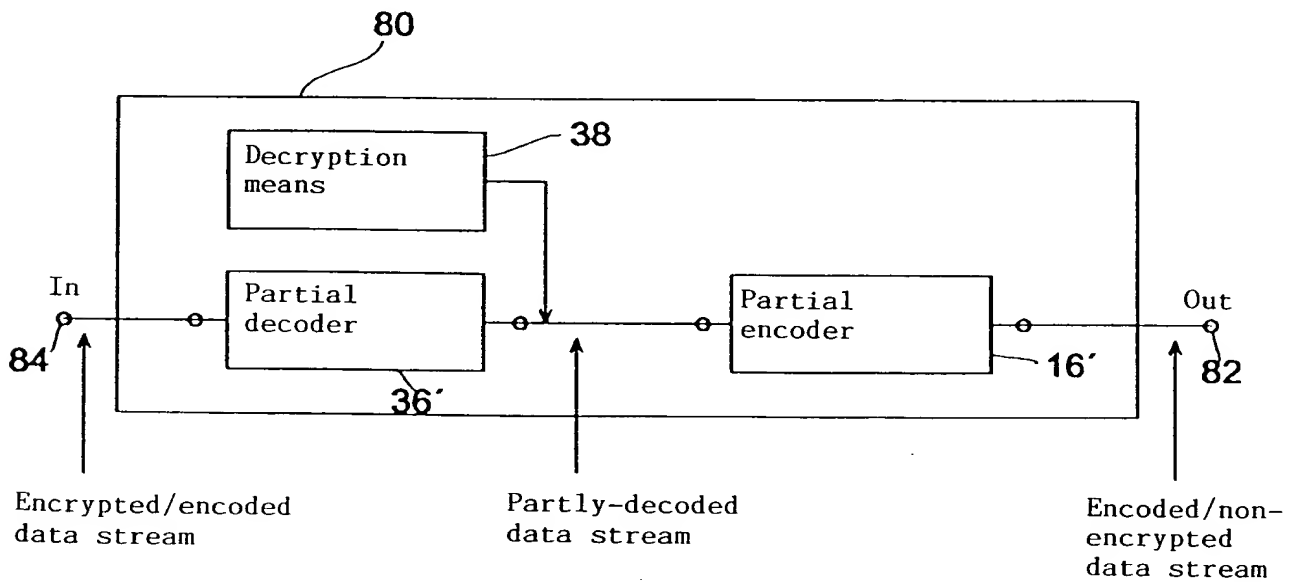 80
Decryption
means
38
In
Partial
decoder
Partial
encoder
Out
84
36´
16´
82
Encrypted/encoded
data stream
Partly-decoded
data stream
Encoded/non-
encrypted
data stream